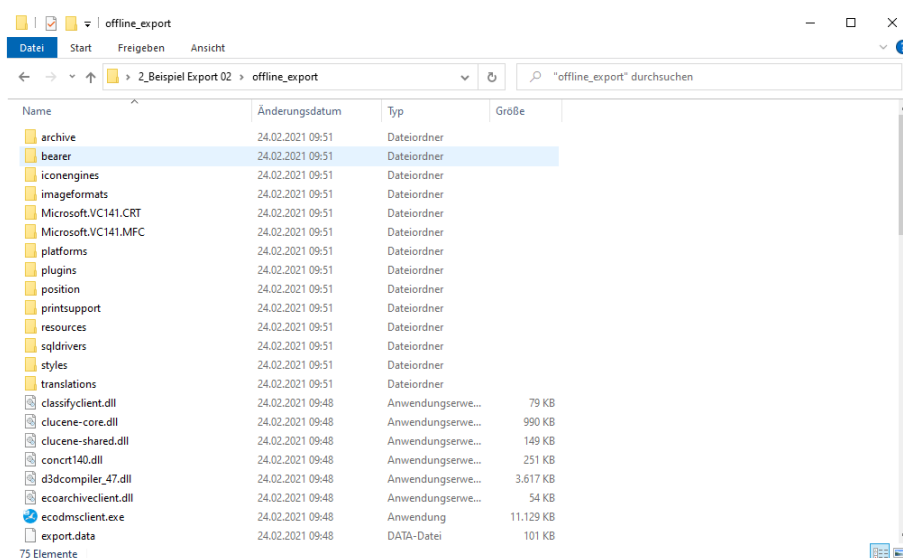 offline_export
Datei Start Freigeben Ansicht
2_Beispiel Export 02 offline_export "offline_export" durchsuchen
Name Änderungsdatum Typ Größe
archive 24.02.2021 09:51 Dateiordner
bearer 24.02.2021 09:51 Dateiordner
iconengines 24.02.2021 09:51 Dateiordner
imageformats 24.02.2021 09:51 Dateiordner
Microsoft.VC141.CRT 24.02.2021 09:51 Dateiordner
Microsoft.VC141.MFC 24.02.2021 09:51 Dateiordner
platforms 24.02.2021 09:51 Dateiordner
plugins 24.02.2021 09:51 Dateiordner
position 24.02.2021 09:51 Dateiordner
printsupport 24.02.2021 09:51 Dateiordner
resources 24.02.2021 09:51 Dateiordner
sqldrivers 24.02.2021 09:51 Dateiordner
styles 24.02.2021 09:51 Dateiordner
translations 24.02.2021 09:51 Dateiordner
classifyclient.dll 24.02.2021 09:48 Anwendungserwe... 79 KB
clucene-core.dll 24.02.2021 09:48 Anwendungserwe... 990 KB
clucene-shared.dll 24.02.2021 09:48 Anwendungserwe... 149 KB
concrt140.dll 24.02.2021 09:48 Anwendungserwe... 251 KB
d3dcompiler_47.dll 24.02.2021 09:48 Anwendungserwe... 3.617 KB
ecoarchiveclient.dll 24.02.2021 09:48 Anwendungserwe... 54 KB
ecodmsclient.exe 24.02.2021 09:48 Anwendung 11.129 KB
export.data 24.02.2021 09:48 DATA-Datei 101 KB
75 Elemente